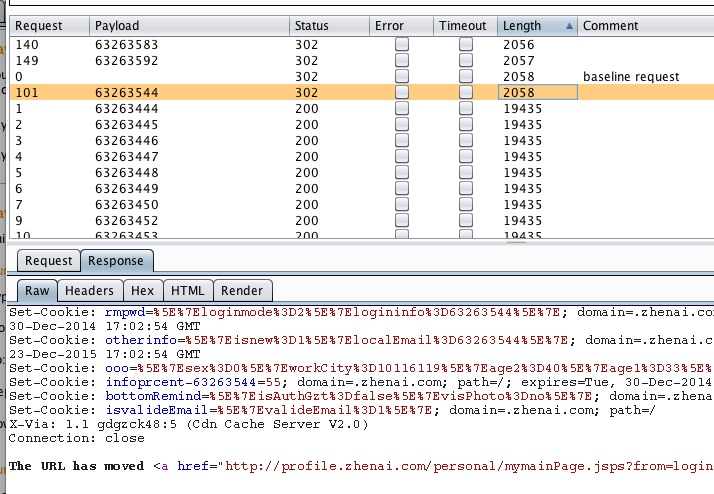 Request Payload Status Error Timeout Length Comment
140 63263583 302 2056
149 63263592 302 2057
0 302 2058 baseline request
101 63263544 302 2058
1 63263444 200 19435
2 63263445 200 19435
3 63263446 200 19435
4 63263447 200 19435
5 63263448 200 19435
6 63263449 200 19435
7 63263450 200 19435
9 63263452 200 19435
10 63263453 200 19435
Request Response
Raw Headers Hex HTML Render
Set-Cookie: rmpwd=%5E%7Eloginmode%3D2%5E%7Elogininfo%3D63263544%5E%7E; domain=.zhenai.co
30-Dec-2014 17:02:54 GMT
Set-Cookie: otherinfo=%5E%7Eisnew%3D1%5E%7ElocalEmail%3D63263544%5E%7E; domain=.zhenai.c
23-Dec-2015 17:02:54 GMT
Set-Cookie: ooo=%5E%7Esex%3D0%5E%7EworkCity%3D10116119%5E%7Eage2%3D40%5E%7Eage1%3D33%5E%
Set-Cookie: infoprcent-63263544=55; domain=.zhenai.com; path=/; expires=Tue, 30-Dec-2014
Set-Cookie: bottomRemind=%5E%7EisAuthGzt%3Dfalse%5E%7EvisPhoto%3Dno%5E%7E; domain=.zhena
Set-Cookie: isvalideEmail=%5E%7EvalideEmail%3D1%5E%7E; domain=.zhenai.com; path=/
X-Via: 1.1 gdgzck48:5 (Cdn Cache Server V2.0)
Connection: close
The URL has moved <a href="http://profile.zhenai.com/personal/mymainPage.jsps?from=login